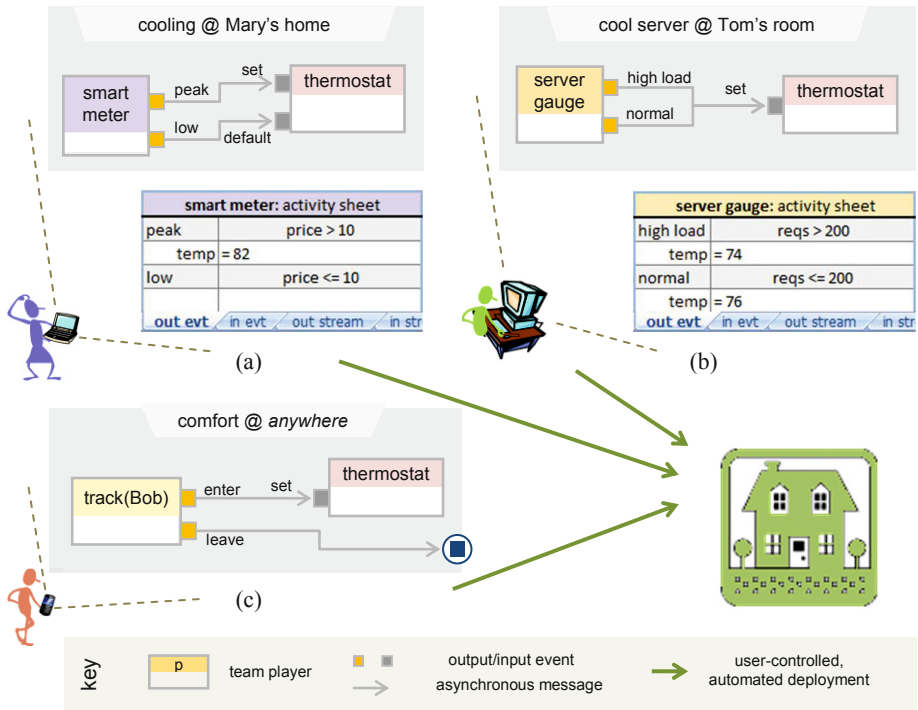 cooling @ Mary's home
smart meter
peak
low
set
default
thermostat
smart meter: activity sheet
peak price > 10
temp = 82
low price <= 10
out evt in evt out stream in str
(a)
cool server @ Tom's room
server gauge
high load
normal
set
thermostat
server gauge: activity sheet
high load reqs > 200
temp = 74
normal reqs <= 200
temp = 76
out evt in evt out stream in str
(b)
comfort @ anywhere
track(Bob)
enter
leave
set
thermostat
(c)
key
p
team player
output/input event
asynchronous message
user-controlled,
automated deployment